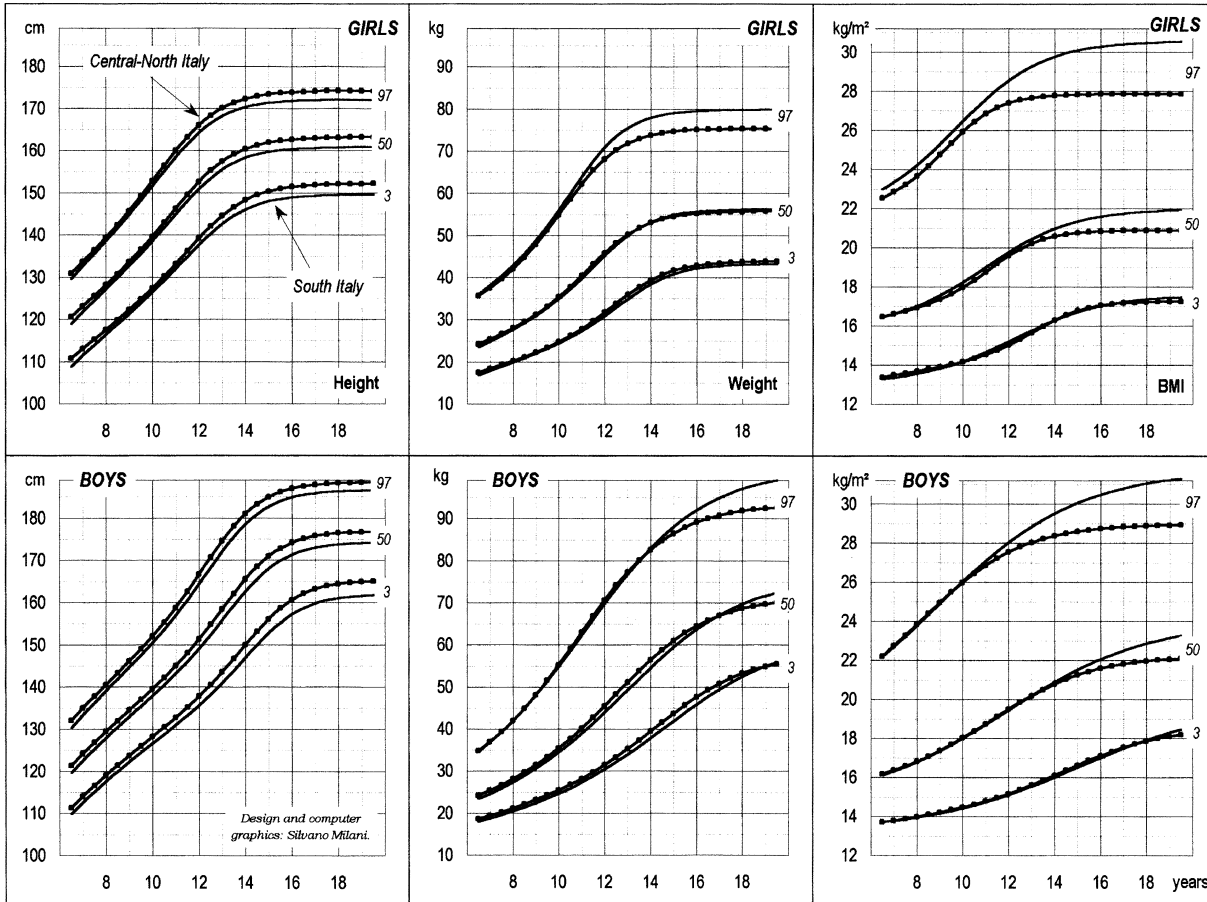 cm
GIRLS
180
170
160
150
140
130
120
110
100
Central-North Italy
South Italy
97
50
3
Height
8 10 12 14 16 18
kg
GIRLS
90
80
70
60
50
40
30
20
10
97
50
3
Weight
8 10 12 14 16 18
kg/m²
GIRLS
30
28
26
24
22
20
18
16
14
12
97
50
3
BMI
8 10 12 14 16 18
cm
BOYS
180
170
160
150
140
130
120
110
100
97
50
3
Design and computer
graphics: Silvano Milani.
8 10 12 14 16 18
kg
BOYS
90
80
70
60
50
40
30
20
10
97
50
3
8 10 12 14 16 18
kg/m²
BOYS
30
28
26
24
22
20
18
16
14
12
97
50
3
8 10 12 14 16 18 years